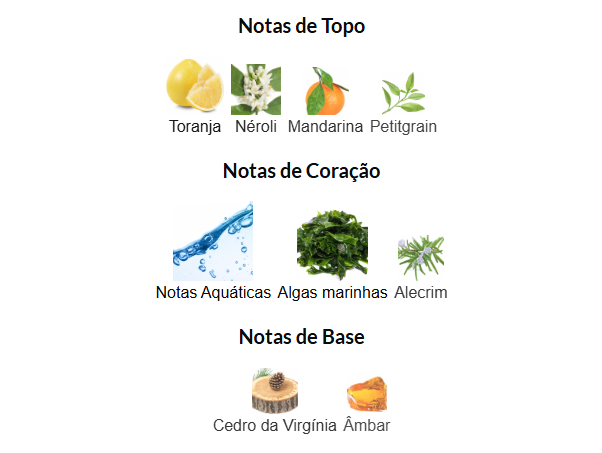 Notas de Topo
Toranja Néroli Mandarina Petitgrain
Notas de Coração
Notas Aquáticas Algas marinhas Alecrim
Notas de Base
Cedro da Virgínia Âmbar